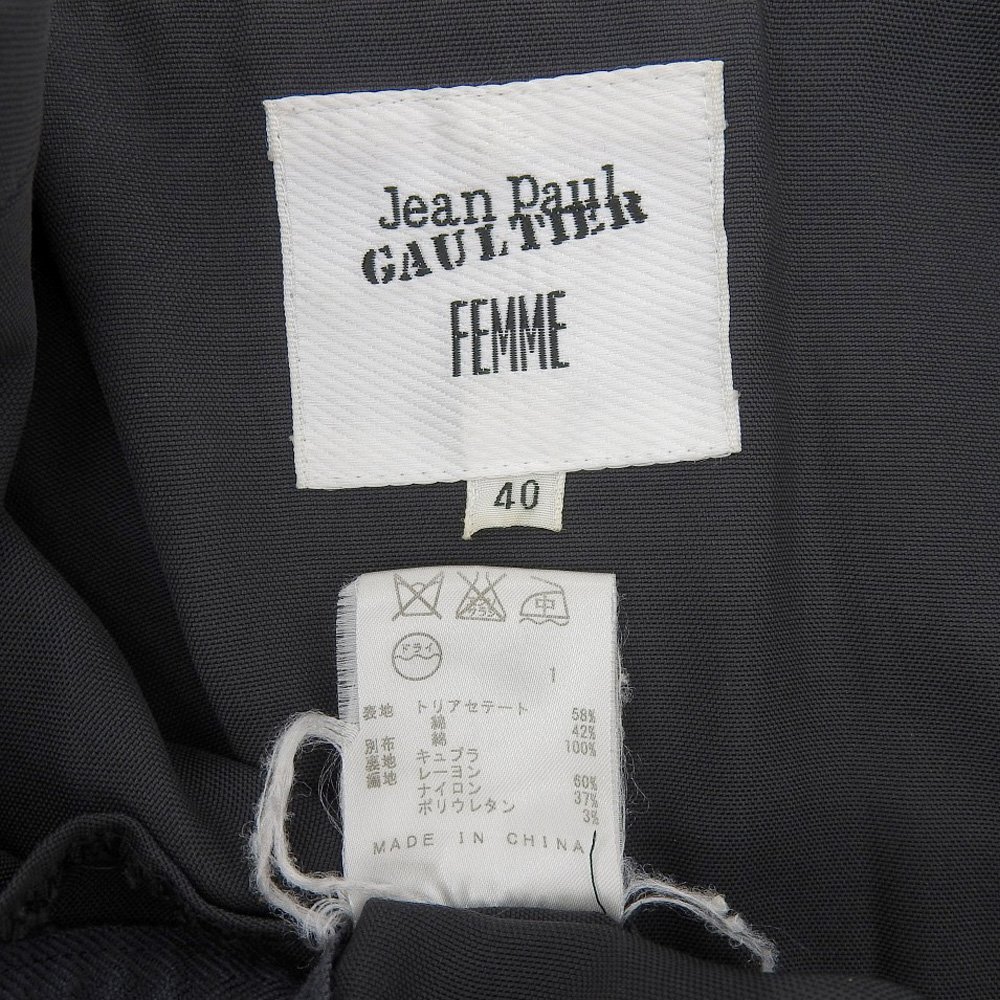 Jean Paul
GAULTIER
FEMME
40
中
ドライ
1
表地 トリアセテート 58%
綿 42%
別布 綿 100%
裏地 キュプラ
編地 レーヨン 60%
ナイロン 37%
ポリウレタン 3%
MADE IN CHINA